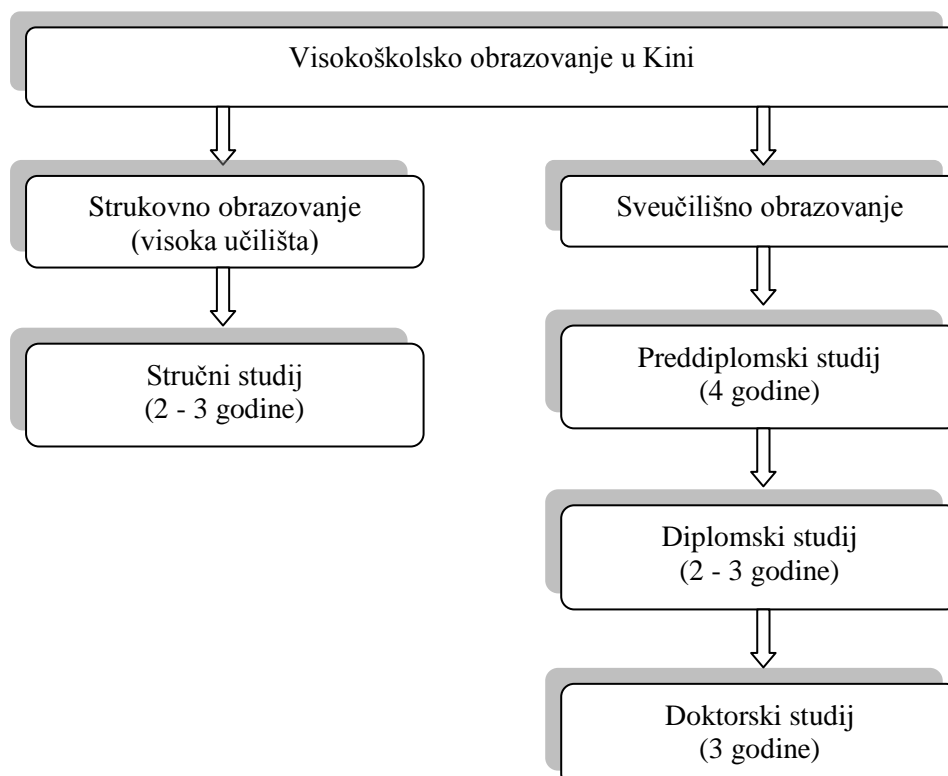 Visokoškolsko obrazovanje u Kini
Strukovno obrazovanje
(visoka učilišta)
Stručni studij
(2 - 3 godine)
Sveučilišno obrazovanje
Preddiplomski studij
(4 godine)
Diplomski studij
(2 - 3 godine)
Doktorski studij
(3 godine)